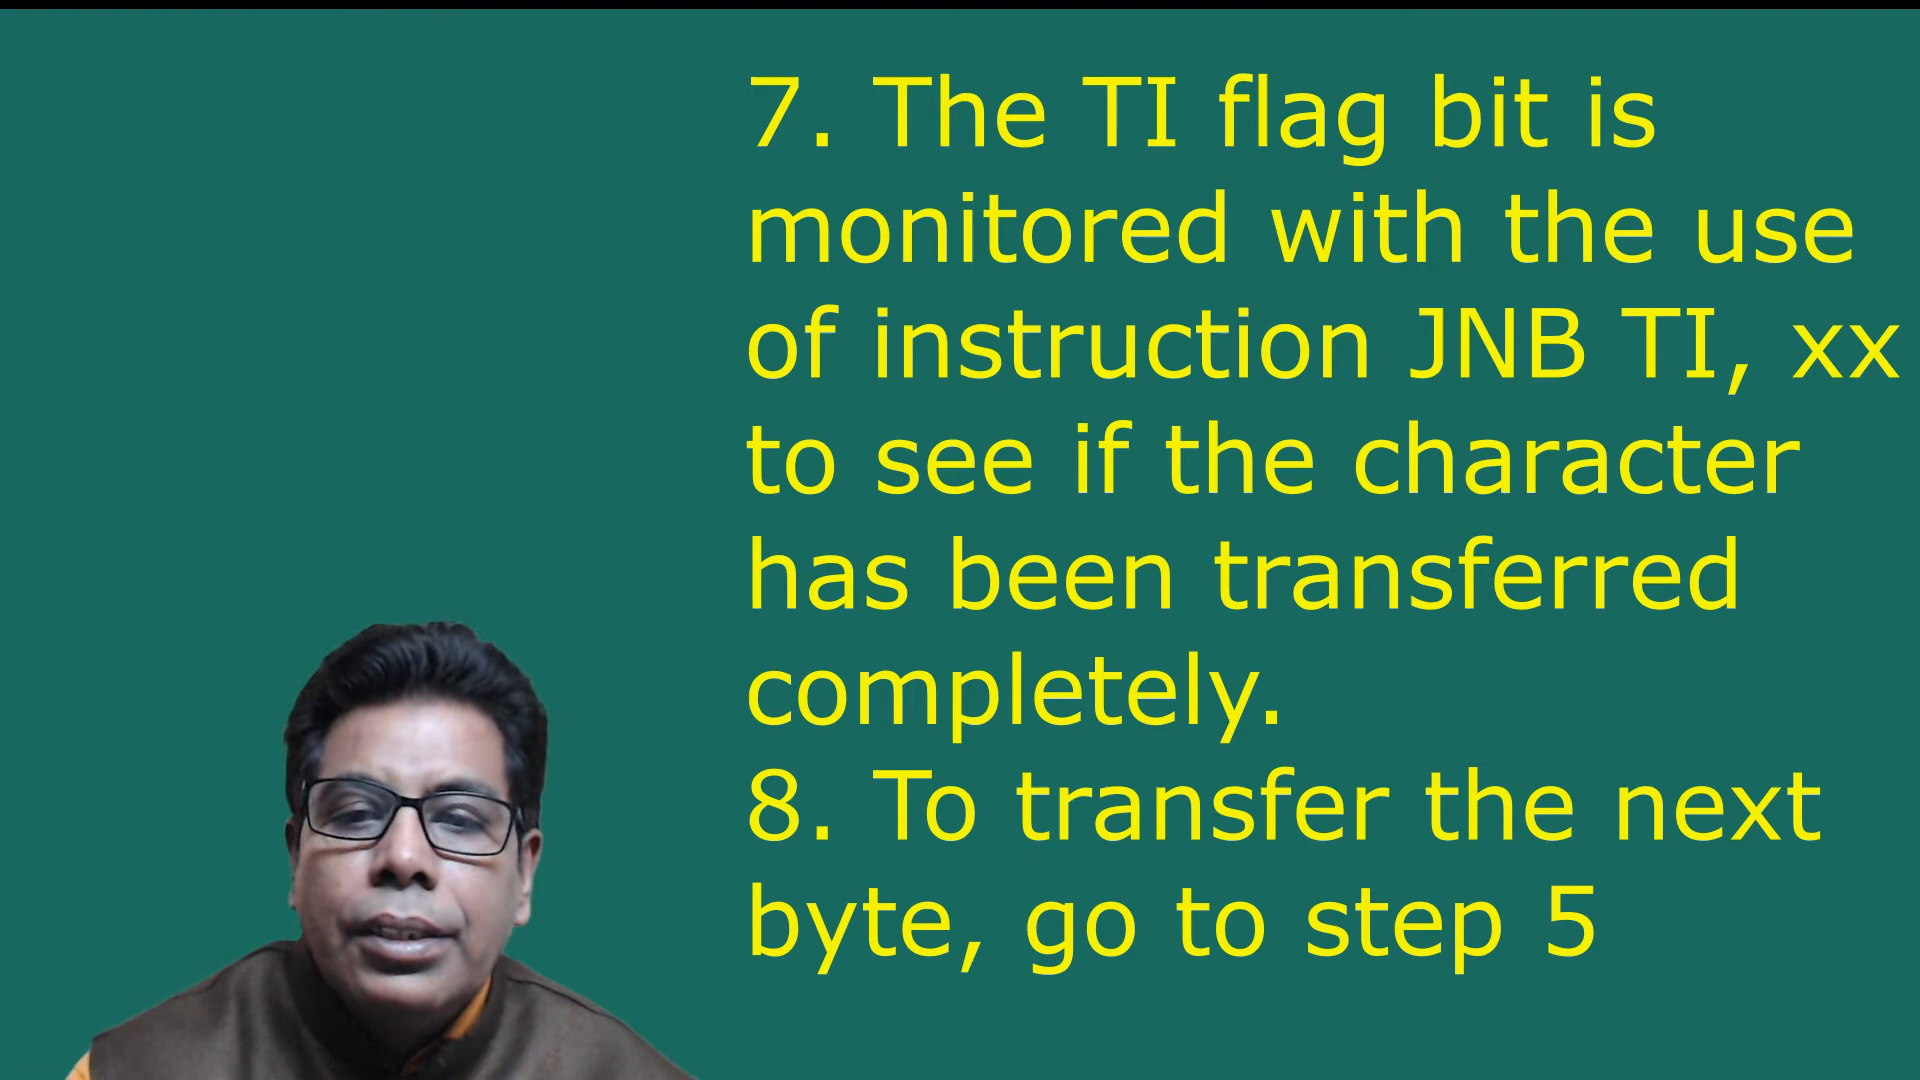 7. The TI flag bit is
monitored with the use
of instruction JNB TI, xx
to see if the character
has been transferred
completely.
8. To transfer the next
byte, go to step 5